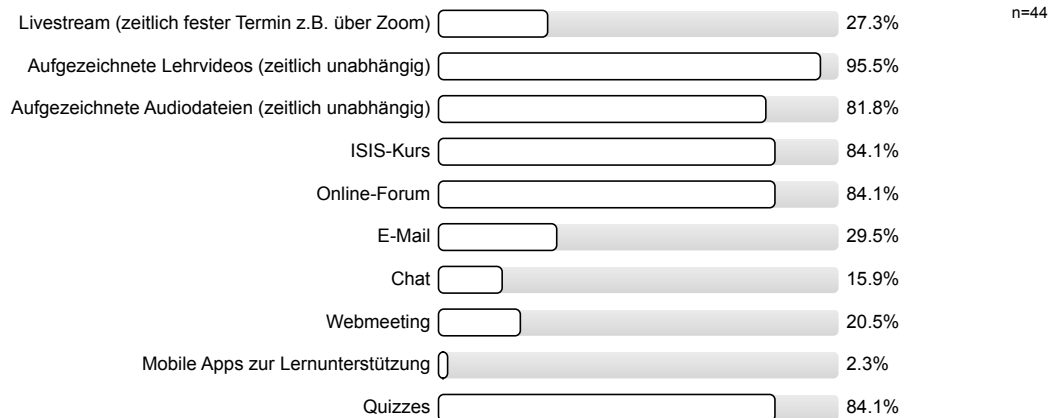 Livestream (zeitlich fester Termin z.B. über Zoom) 27.3% n=44
Aufgezeichnete Lehrvideos (zeitlich unabhängig) 95.5%
Aufgezeichnete Audiodateien (zeitlich unabhängig) 81.8%
ISIS-Kurs 84.1%
Online-Forum 84.1%
E-Mail 29.5%
Chat 15.9%
Webmeeting 20.5%
Mobile Apps zur Lernunterstützung 2.3%
Quizzes 84.1%